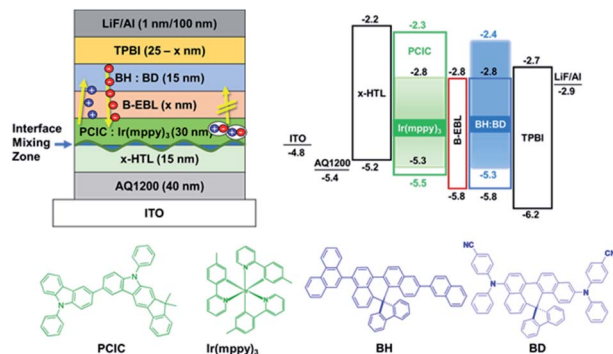 LiF/Al (1 nm/100 nm)
TPBI (25 – x nm)
BH : BD (15 nm)
B-EBL (x nm)
PCIC : Ir(mppy)₃ (30 nm)
x-HTL (15 nm)
AQ1200 (40 nm)
ITO
Interface
Mixing
Zone
ITO
-4.8
AQ1200
-5.4
-2.2
x-HTL
-5.2
-2.3
PCIC
-2.8
Ir(mppy)₃
-5.3
-5.5
-2.8
B-EBL
-5.8
-2.4
-2.8
BH:BD
-5.3
-5.8
-2.7
TPBI
-6.2
LiF/Al
-2.9
N
N
PCIC
N
N
Ir
N
Ir(mppy)₃
BH
NC
N
N
CN
BD